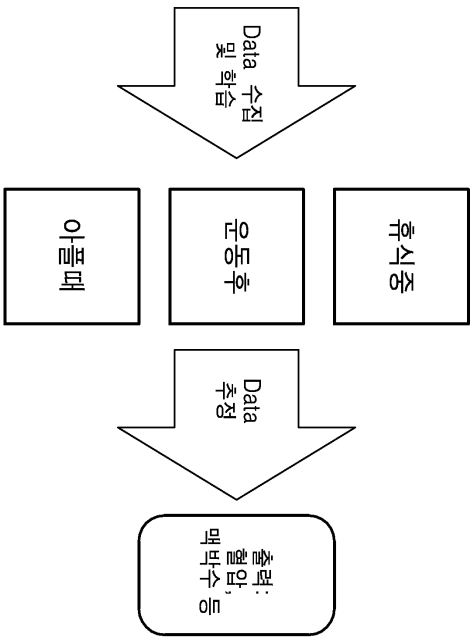 Data 수집
및 학습
휴식중
운동후
아플때
Data
추정
출력:
혈압,
맥박수 등